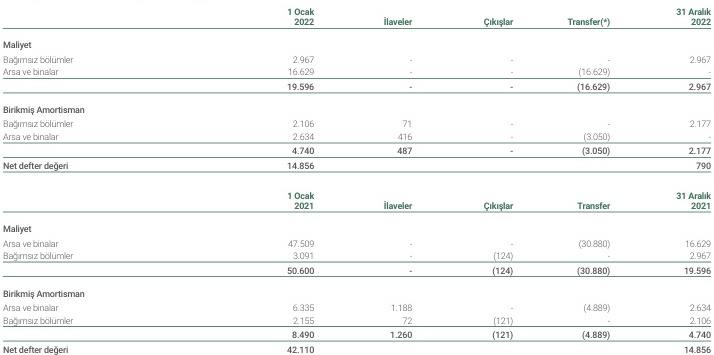 1 Ocak 2022 İlaveler Çıkışlar Transfer(*) 31 Aralık 2022
Maliyet
Bağımsız bölümler 2.967 - - - 2.967
Arsa ve binalar 16.629 - - (16.629) -
19.596 - - (16.629) 2.967
Birikmiş Amortisman
Bağımsız bölümler 2.106 71 - - 2.177
Arsa ve binalar 2.634 416 - (3.050) -
4.740 487 - (3.050) 2.177
Net defter değeri 14.856 790
1 Ocak 2021 İlaveler Çıkışlar Transfer 31 Aralık 2021
Maliyet
Arsa ve binalar 47.509 - - (30.880) 16.629
Bağımsız bölümler 3.091 - (124) - 2.967
50.600 - (124) (30.880) 19.596
Birikmiş Amortisman
Arsa ve binalar 6.335 1.188 - (4.889) 2.634
Bağımsız bölümler 2.155 72 (121) - 2.106
8.490 1.260 (121) (4.889) 4.740
Net defter değeri 42.110 14.856